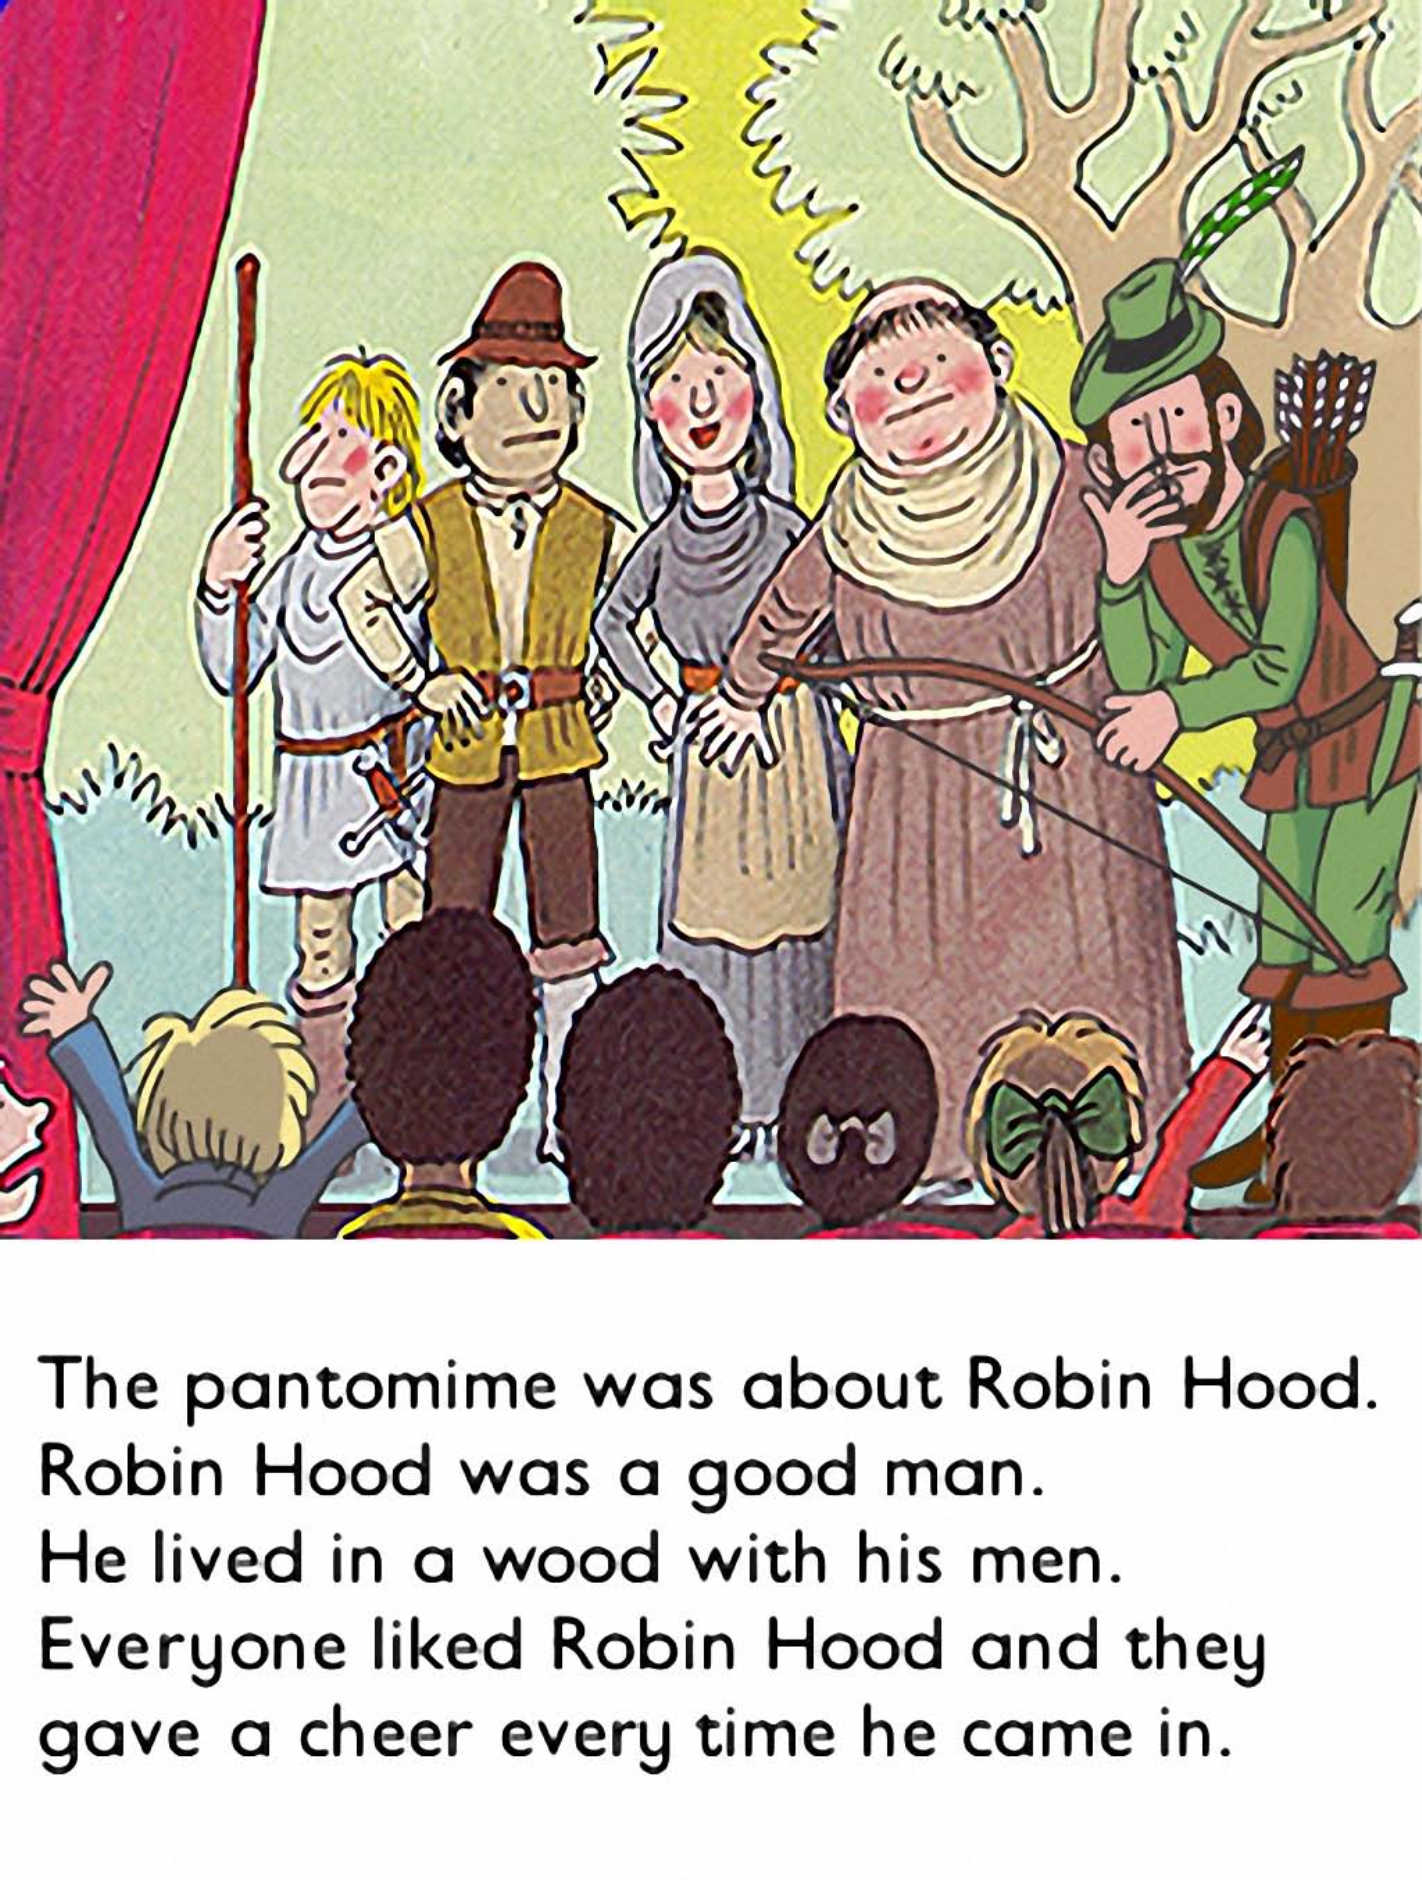 The pantomime was about Robin Hood.
Robin Hood was a good man.
He lived in a wood with his men.
Everyone liked Robin Hood and they
gave a cheer every time he came in.